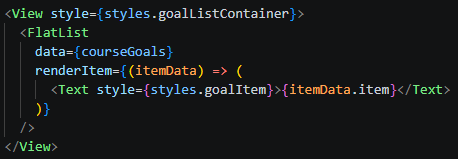 <View style={styles.goalListContainer}>
  <FlatList
    data={courseGoals}
    renderItem={(itemData) => (
      <Text style={styles.goalItem}>{itemData.item}</Text>
    )}
  />
</View>